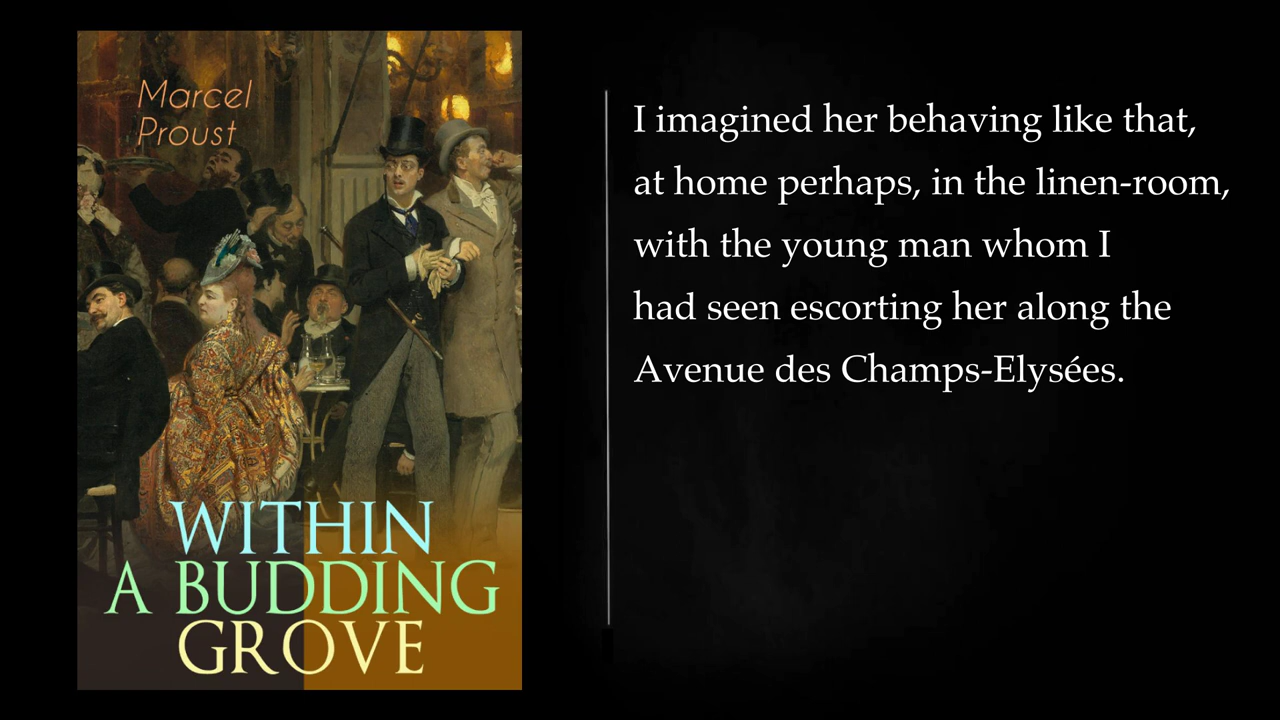 Marcel
Proust
WITHIN
A BUDDING
GROVE
I imagined her behaving like that,
at home perhaps, in the linen-room,
with the young man whom I
had seen escorting her along the
Avenue des Champs-Elysées.